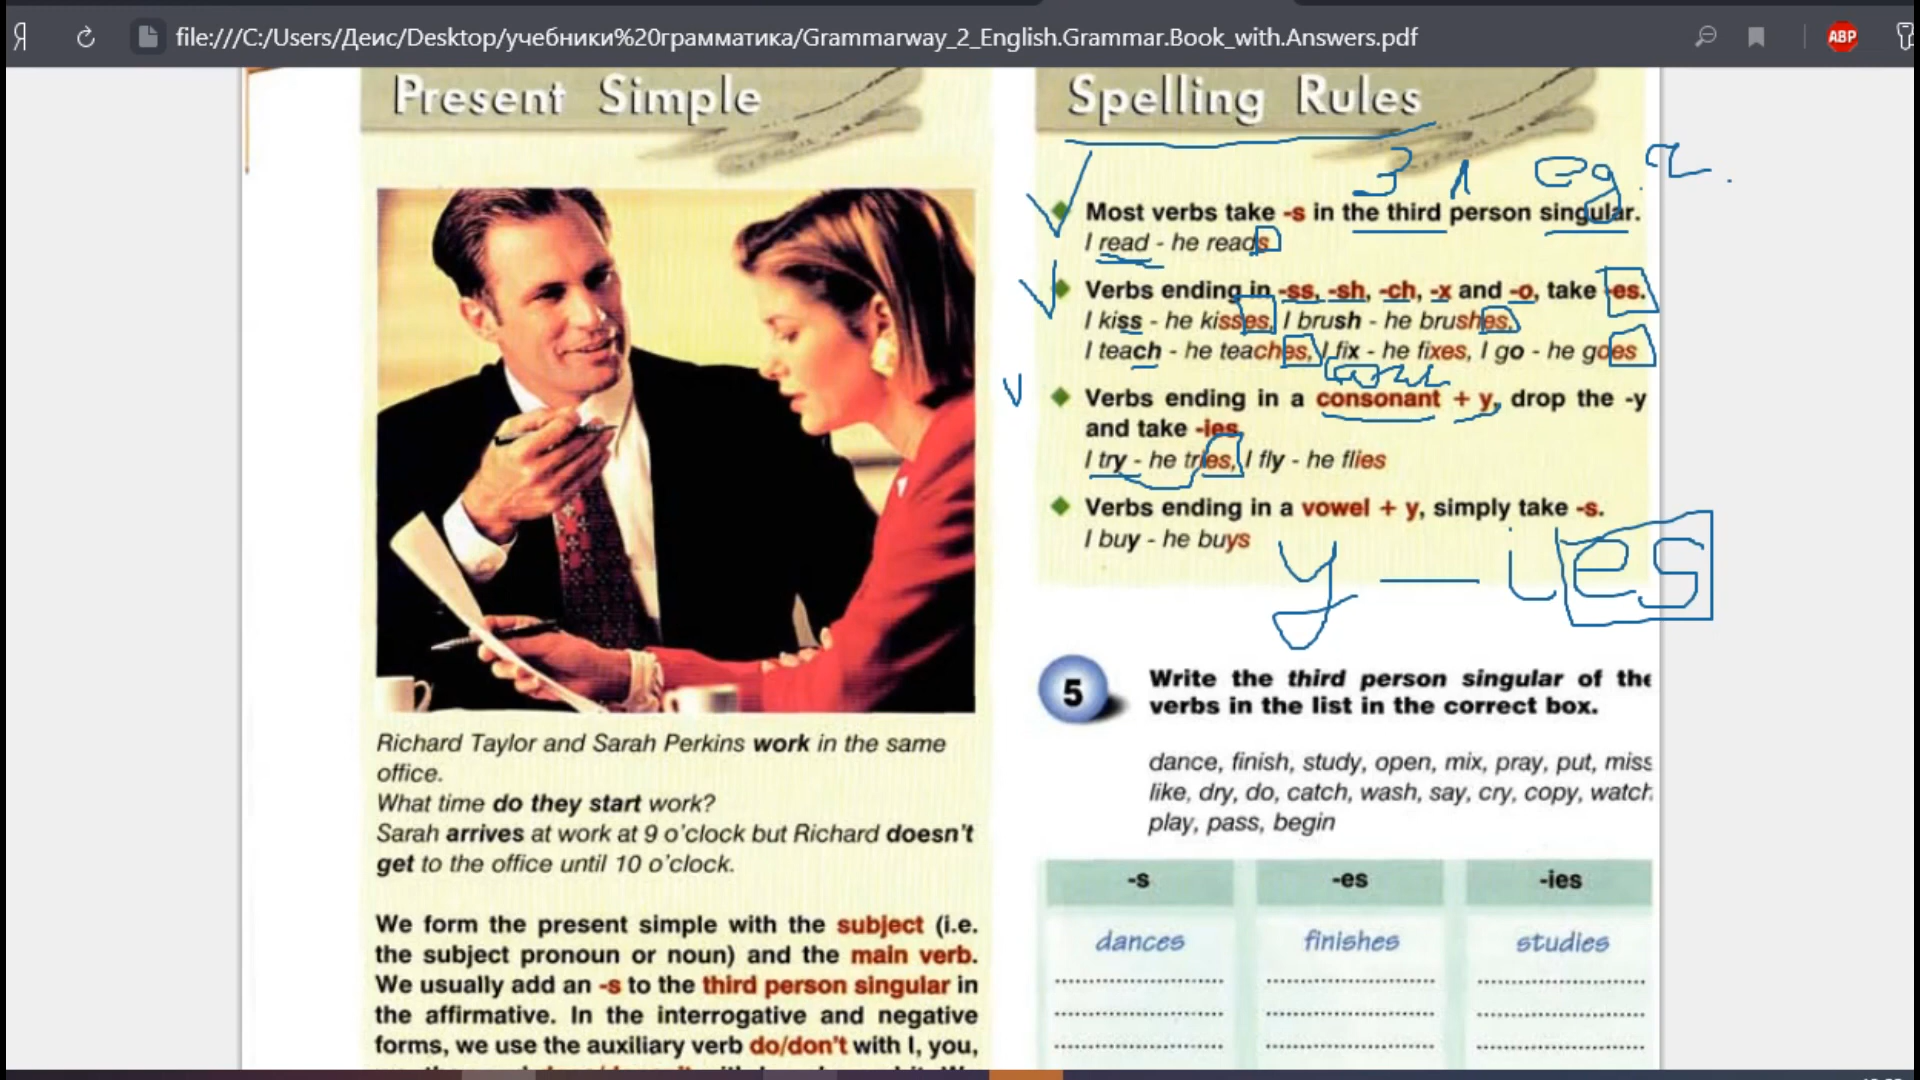 Я
file:///C:/Users/Деис/Desktop/учебники%20грамматика/Grammarway_2_English.Grammar.Book_with.Answers.pdf
ABP
Present Simple
Richard Taylor and Sarah Perkins work in the same
office.
What time do they start work?
Sarah arrives at work at 9 o'clock but Richard doesn't
get to the office until 10 o'clock.
We form the present simple with the subject (i.e.
the subject pronoun or noun) and the main verb.
We usually add an -s to the third person singular in
the affirmative. In the interrogative and negative
forms, we use the auxiliary verb do/don't with I, you,
Spelling Rules
Most verbs take -s in the third person singular.
I read - he reads
Verbs ending in -ss, -sh, -ch, -x and -o, take -es.
I kiss - he kisses, I brush - he brushes,
I teach - he teaches, I fix - he fixes, I go - he goes
Verbs ending in a consonant + y, drop the -y
and take -ies.
I try - he tries, I fly - he flies
Verbs ending in a vowel + y, simply take -s.
I buy - he buys
y — ies
5
Write the third person singular of the
verbs in the list in the correct box.
dance, finish, study, open, mix, pray, put, miss
like, dry, do, catch, wash, say, cry, copy, watch
play, pass, begin
-s -es -ies
dances finishes studies